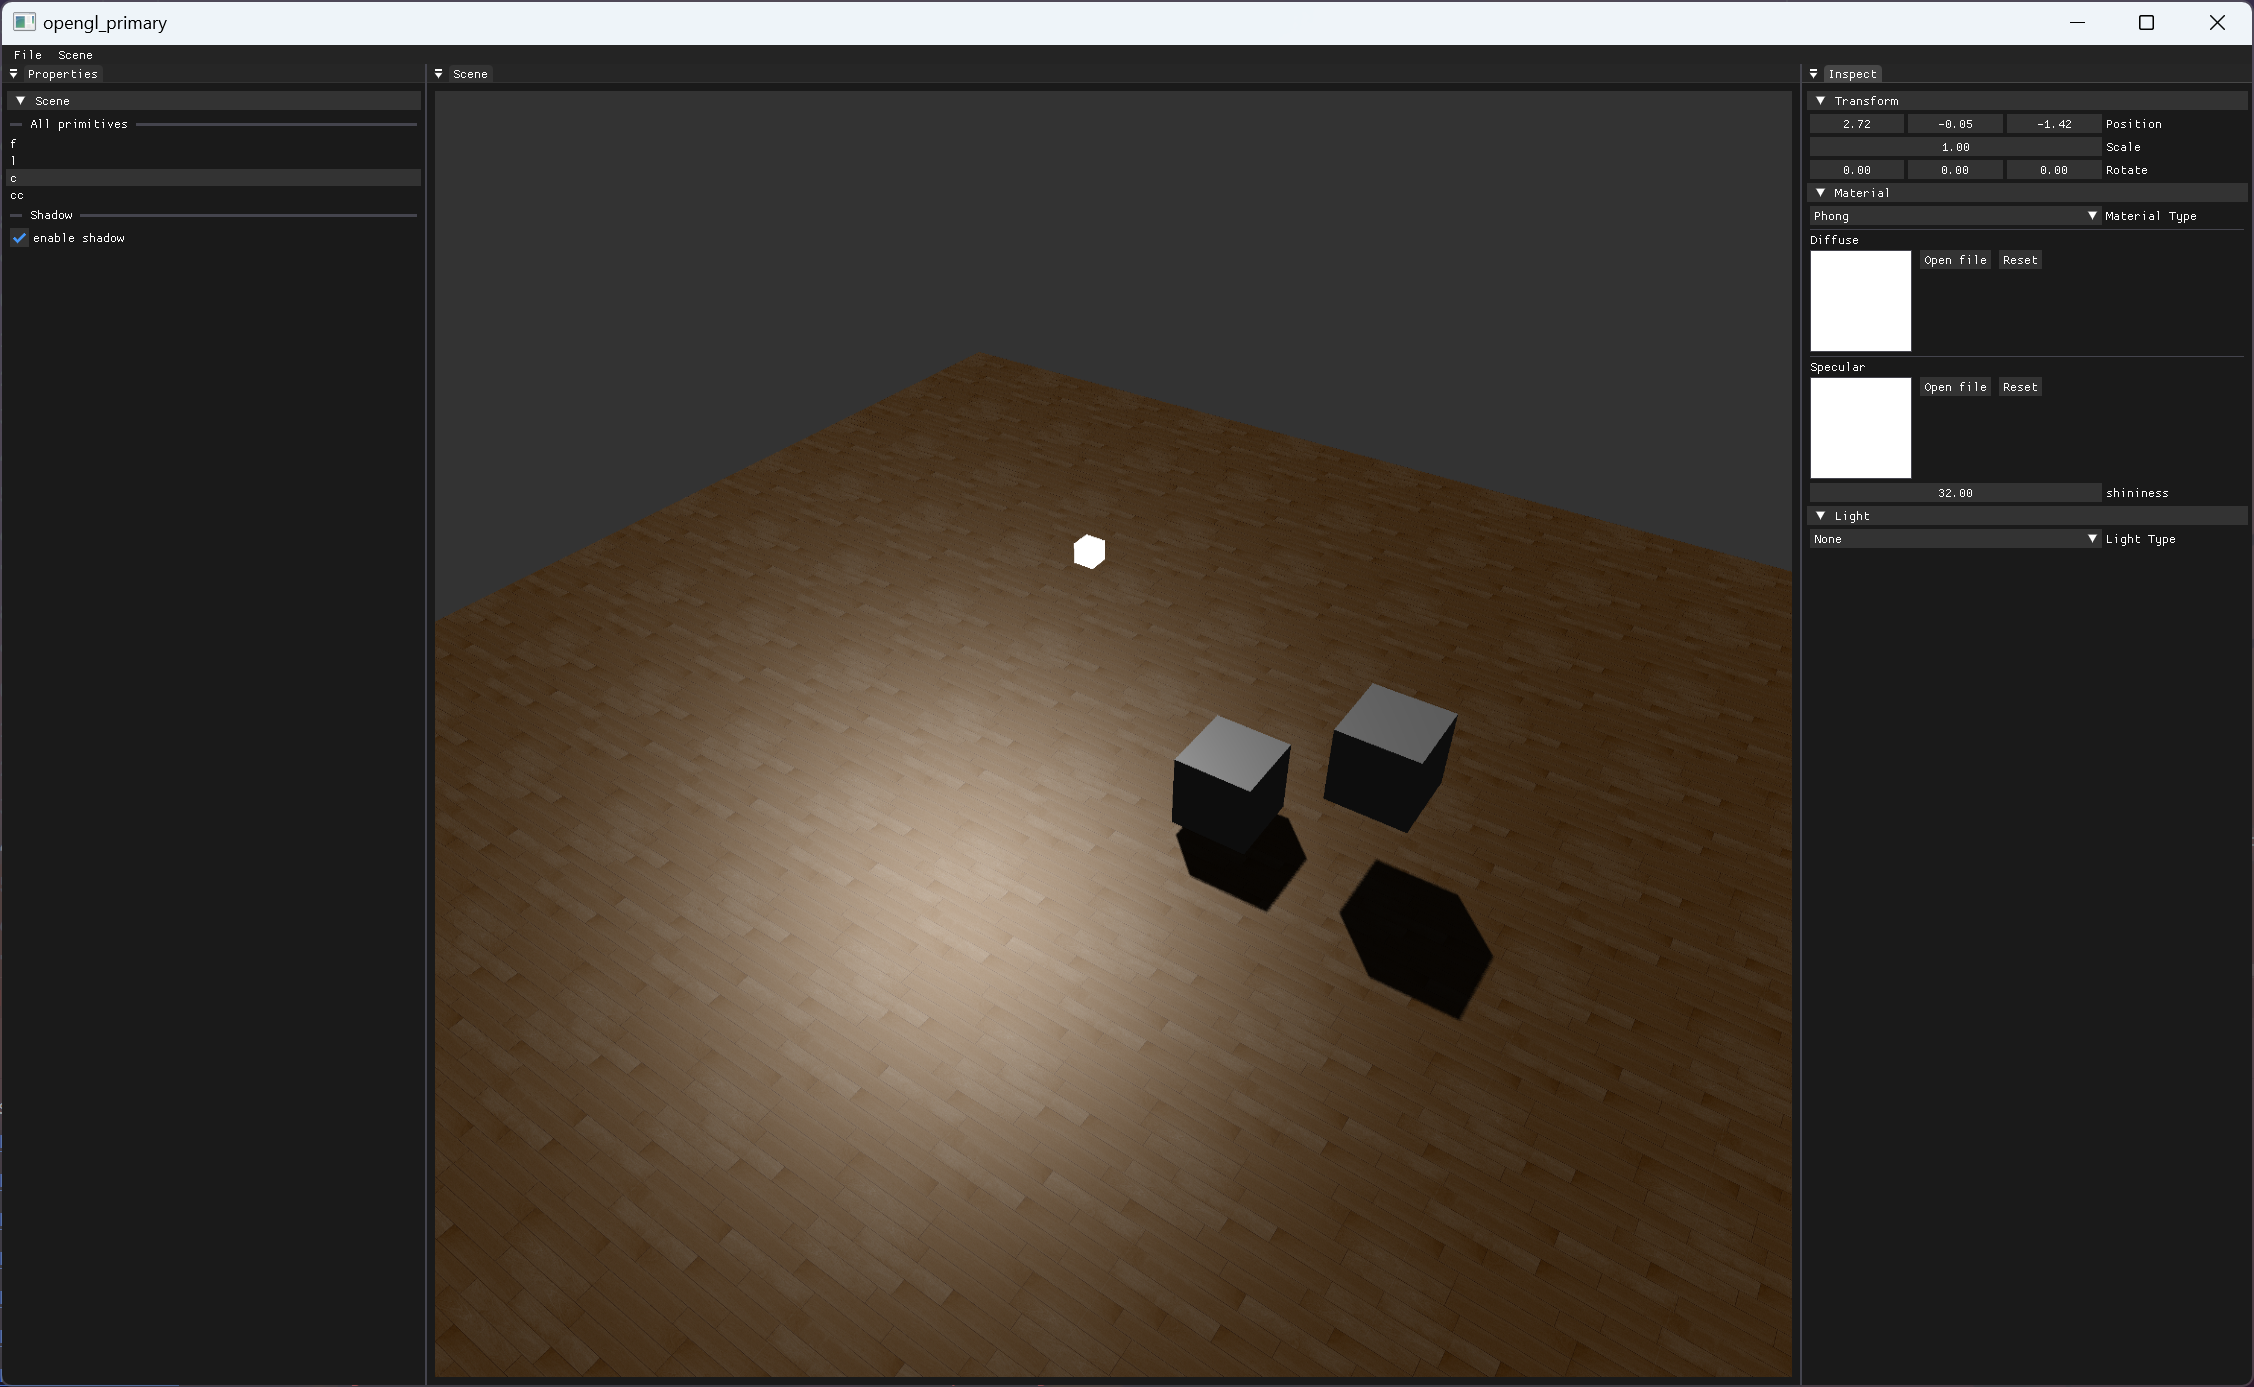 opengl_primary
File Scene
Properties
Scene
All primitives
f
l
c
cc
Shadow
enable shadow
Scene
Inspect
Transform
2.72 -0.05 -1.42 Position
1.00 Scale
0.00 0.00 0.00 Rotate
Material
Phong Material Type
Diffuse
Open file Reset
Specular
Open file Reset
32.00 shininess
Light
None Light Type